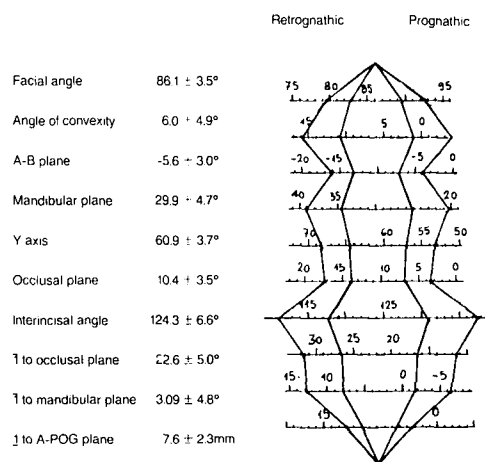 Retrognathic Prognathic
Facial angle 86.1 ± 3.5° 75 80 85 95
Angle of convexity 6.0 ± 4.9° 15 5 0
A-B plane -5.6 ± 3.0° -20 -15 -5 0
Mandibular plane 29.9 ± 4.7° 40 35 20
Y axis 60.9 ± 3.7° 70 60 55 50
Occlusal plane 10.4 ± 3.5° 20 15 10 5 0
Interincisal angle 124.3 ± 6.6° 115 125
1 to occlusal plane 22.6 ± 5.0° 30 25 20
1 to mandibular plane 3.09 ± 4.8° 15 10 0 -5
1 to A-POG plane 7.6 ± 2.3mm 15 0